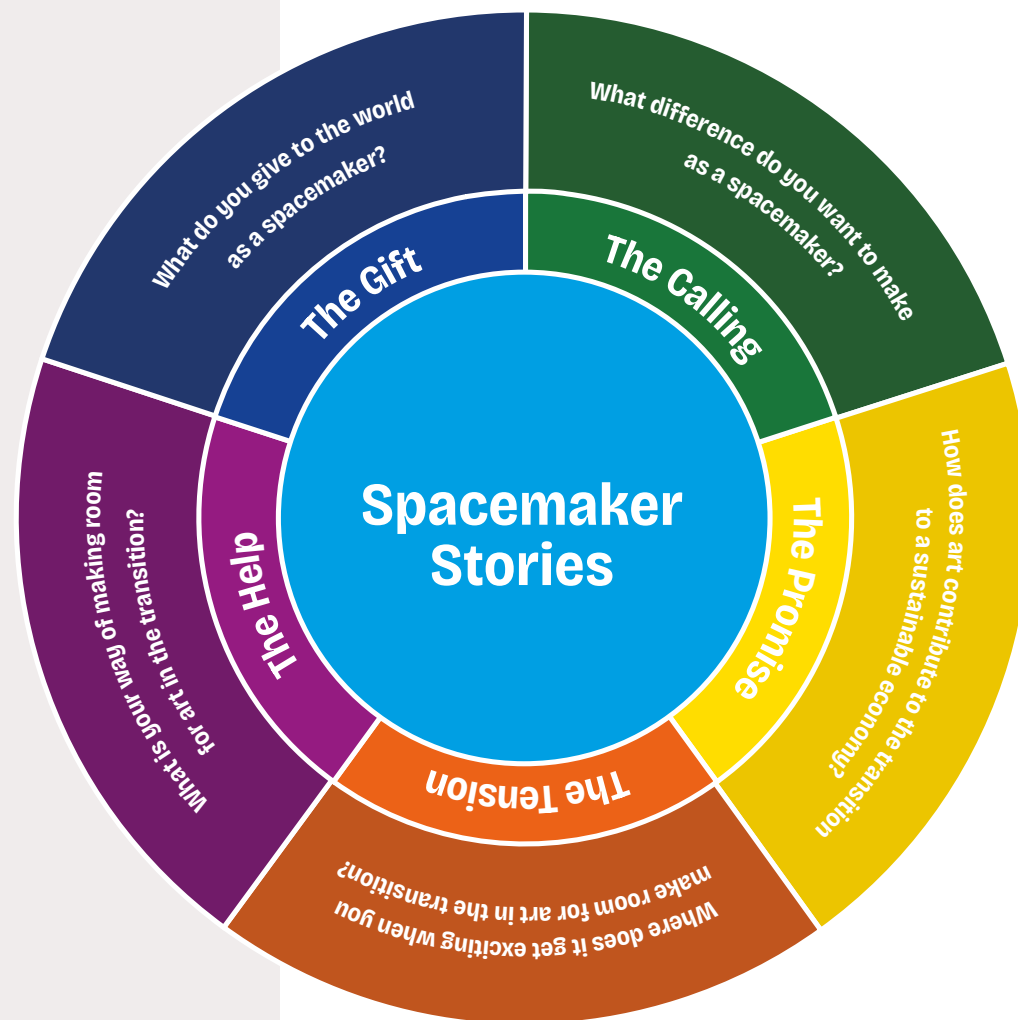 Spacemaker
Stories
The Calling
What difference do you want to make
as a spacemaker?
The Promise
How does art contribute to the transition
to a sustainable economy?
The Tension
Where does it get exciting when you
make room for art in the transition?
The Help
What is your way of making room
for art in the transition?
The Gift
What do you give to the world
as a spacemaker?